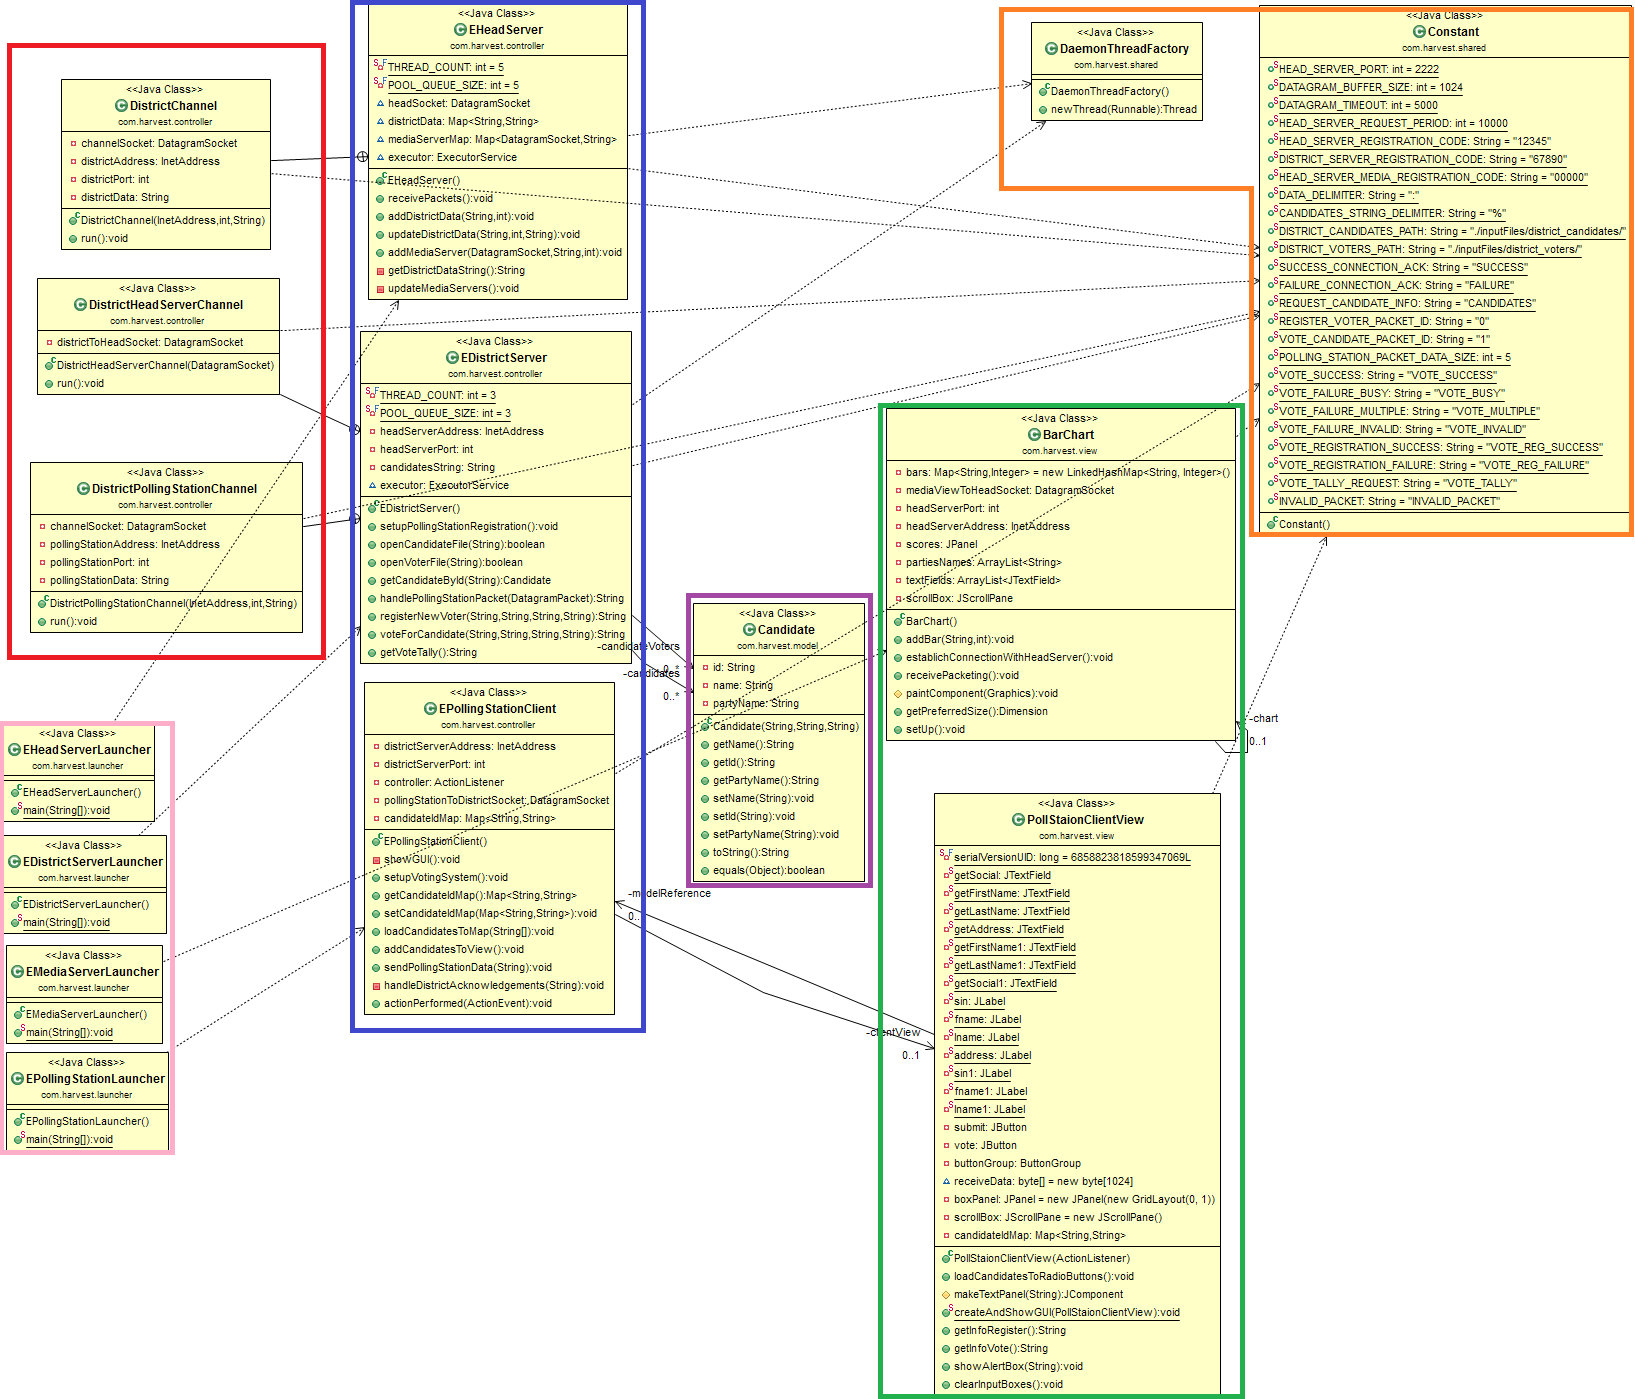 <<Java Class>>
DistrictChannel
com.harvest.controller
channelSocket: DatagramSocket
districtAddress: InetAddress
districtPort: int
districtData: String
DistrictChannel(InetAddress,int,String)
run():void
<<Java Class>>
DistrictHeadServerChannel
com.harvest.controller
districtToHeadSocket: DatagramSocket
DistrictHeadServerChannel(DatagramSocket)
run():void
<<Java Class>>
DistrictPollingStationChannel
com.harvest.controller
channelSocket: DatagramSocket
pollingStationAddress: InetAddress
pollingStationPort: int
pollingStationData: String
DistrictPollingStationChannel(InetAddress,int,String)
run():void
<<Java Class>>
EHeadServerLauncher
com.harvest.launcher
EHeadServerLauncher()
main(String[]):void
<<Java Class>>
EDistrictServerLauncher
com.harvest.launcher
EDistrictServerLauncher()
main(String[]):void
<<Java Class>>
EMediaServerLauncher
com.harvest.launcher
EMediaServerLauncher()
main(String[]):void
<<Java Class>>
EPollingStationLauncher
com.harvest.launcher
EPollingStationLauncher()
main(String[]):void
<<Java Class>>
EHeadServer
com.harvest.controller
THREAD_COUNT: int = 5
POOL_QUEUE_SIZE: int = 5
headSocket: DatagramSocket
districtData: Map<String,String>
mediaServerMap: Map<DatagramSocket,String>
executor: ExecutorService
EHeadServer()
receivePackets():void
addDistrictData(String,int):void
updateDistrictData(String,int,String):void
addMediaServer(DatagramSocket,String,int):void
getDistrictDataString():String
updateMediaServers():void
<<Java Class>>
EDistrictServer
com.harvest.controller
THREAD_COUNT: int = 3
POOL_QUEUE_SIZE: int = 3
headServerAddress: InetAddress
headServerPort: int
candidatesString: String
executor: ExecutorService
EDistrictServer()
setupPollingStationRegistration():void
openCandidateFile(String):boolean
openVoterFile(String):boolean
getCandidateById(String):Candidate
handlePollingStationPacket(DatagramPacket):String
registerNewVoter(String,String,String,String):String
voteForCandidate(String,String,String,String):String
getVoteTally():String
-candidateVoters
0..*
-candidates
0..*
<<Java Class>>
EPollingStationClient
com.harvest.controller
districtServerAddress: InetAddress
districtServerPort: int
controller: ActionListener
pollingStationToDistrictSocket: DatagramSocket
candidateIdMap: Map<String,String>
EPollingStationClient()
showGUI():void
setupVotingSystem():void
getCandidateIdMap():Map<String,String>
setCandidateIdMap(Map<String,String>):void
loadCandidatesToMap(String[]):void
addCandidatesToView():void
sendPollingStationData(String):void
handleDistrictAcknowledgements(String):void
actionPerformed(ActionEvent):void
-modelReference
0..
-clientView
0..1
<<Java Class>>
Candidate
com.harvest.model
id: String
name: String
partyName: String
Candidate(String,String,String)
getName():String
getId():String
getPartyName():String
setName(String):void
setId(String):void
setPartyName(String):void
toString():String
equals(Object):boolean
<<Java Class>>
DaemonThreadFactory
com.harvest.shared
DaemonThreadFactory()
newThread(Runnable):Thread
<<Java Class>>
Constant
com.harvest.shared
HEAD_SERVER_PORT: int = 2222
DATAGRAM_BUFFER_SIZE: int = 1024
DATAGRAM_TIMEOUT: int = 5000
HEAD_SERVER_REQUEST_PERIOD: int = 10000
HEAD_SERVER_REGISTRATION_CODE: String = "12345"
DISTRICT_SERVER_REGISTRATION_CODE: String = "67890"
HEAD_SERVER_MEDIA_REGISTRATION_CODE: String = "00000"
DATA_DELIMITER: String = ":"
CANDIDATES_STRING_DELIMITER: String = "%"
DISTRICT_CANDIDATES_PATH: String = "./inputFiles/district_candidates/"
DISTRICT_VOTERS_PATH: String = "./inputFiles/district_voters/"
SUCCESS_CONNECTION_ACK: String = "SUCCESS"
FAILURE_CONNECTION_ACK: String = "FAILURE"
REQUEST_CANDIDATE_INFO: String = "CANDIDATES"
REGISTER_VOTER_PACKET_ID: String = "0"
VOTE_CANDIDATE_PACKET_ID: String = "1"
POLLING_STATION_PACKET_DATA_SIZE: int = 5
VOTE_SUCCESS: String = "VOTE_SUCCESS"
VOTE_FAILURE_BUSY: String = "VOTE_BUSY"
VOTE_FAILURE_MULTIPLE: String = "VOTE_MULTIPLE"
VOTE_FAILURE_INVALID: String = "VOTE_INVALID"
VOTE_REGISTRATION_SUCCESS: String = "VOTE_REG_SUCCESS"
VOTE_REGISTRATION_FAILURE: String = "VOTE_REG_FAILURE"
VOTE_TALLY_REQUEST: String = "VOTE_TALLY"
INVALID_PACKET: String = "INVALID_PACKET"
Constant()
<<Java Class>>
BarChart
com.harvest.view
bars: Map<String,Integer> = new LinkedHashMap<String, Integer>()
mediaViewToHeadSocket: DatagramSocket
headServerPort: int
headServerAddress: InetAddress
scores: JPanel
partiesNames: ArrayList<String>
textFields: ArrayList<JTextField>
scrollBox: JScrollPane
BarChart()
addBar(String,int):void
establichConnectionWithHeadServer():void
receivePacketing():void
paintComponent(Graphics):void
getPreferredSize():Dimension
setUp():void
-chart
0..1
<<Java Class>>
PollStaionClientView
com.harvest.view
serialVersionUID: long = 6858823818599347069L
getSocial: JTextField
getFirstName: JTextField
getLastName: JTextField
getAddress: JTextField
getFirstName1: JTextField
getLastName1: JTextField
getSocial1: JTextField
sin: JLabel
fname: JLabel
lname: JLabel
address: JLabel
sin1: JLabel
fname1: JLabel
lname1: JLabel
submit: JButton
vote: JButton
buttonGroup: ButtonGroup
receiveData: byte[] = new byte[1024]
boxPanel: JPanel = new JPanel(new GridLayout(0, 1))
scrollBox: JScrollPane = new JScrollPane()
candidateIdMap: Map<String,String>
PollStaionClientView(ActionListener)
loadCandidatesToRadioButtons():void
makeTextPanel(String):JComponent
createAndShowGUI(PollStaionClientView):void
getInfoRegister():String
getInfoVote():String
showAlertBox(String):void
clearInputBoxes():void